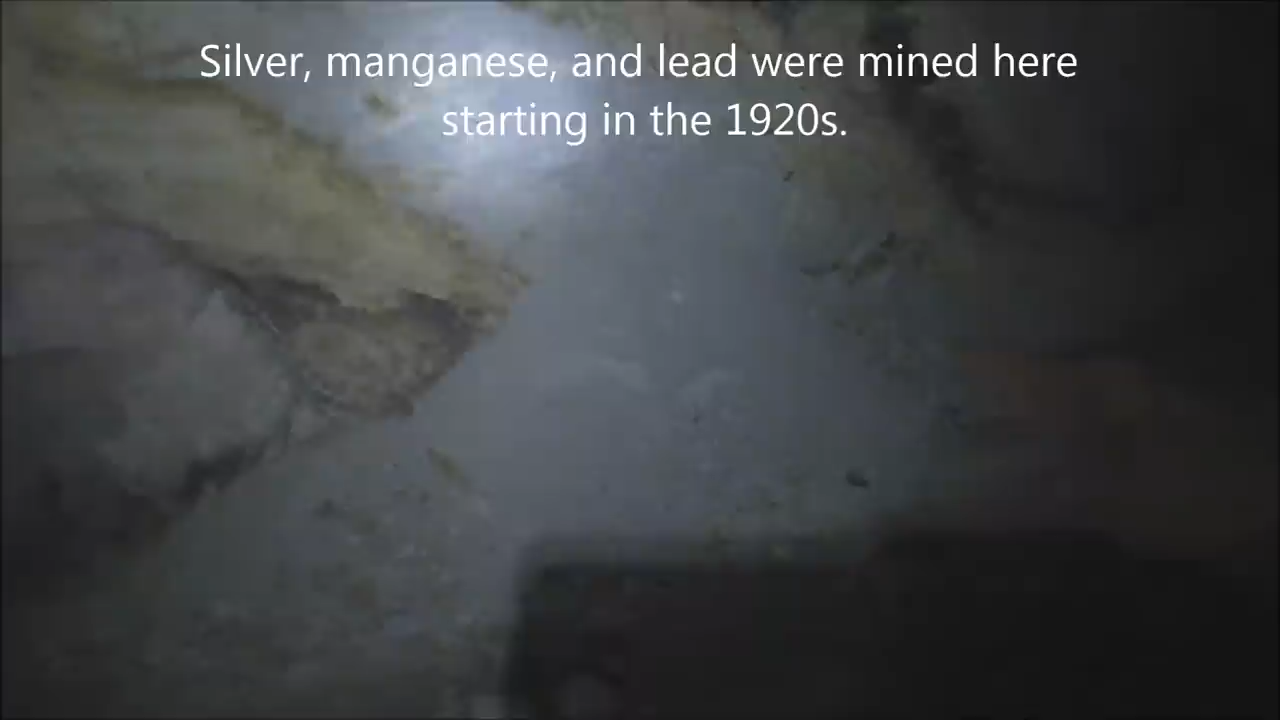 Silver, manganese, and lead were mined here
starting in the 1920s.